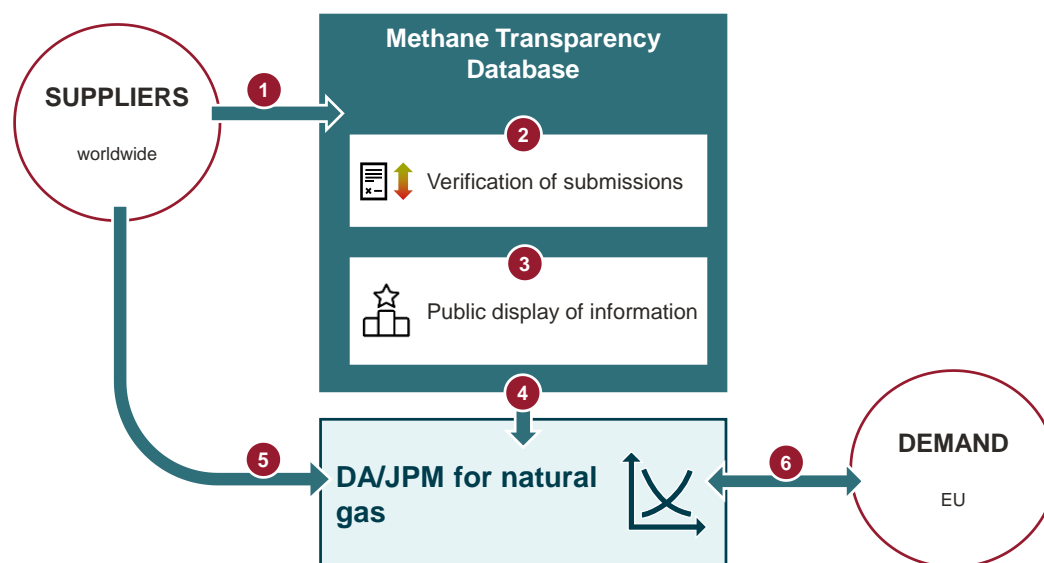 Methane Transparency
Database
SUPPLIERS
worldwide
1
2
Verification of submissions
3
Public display of information
4
5
DA/JPM for natural
gas
6
DEMAND
EU